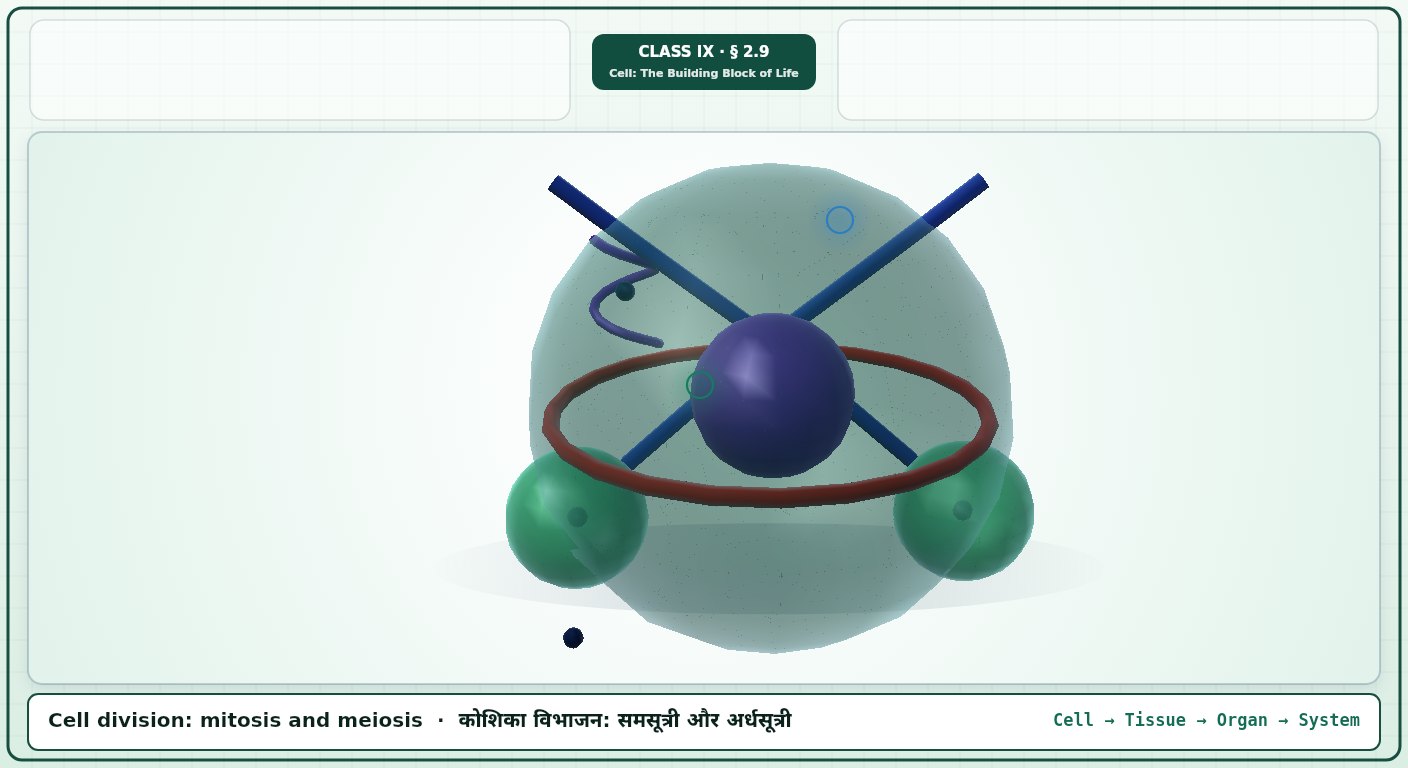 CLASS IX · § 2.9
Cell: The Building Block of Life
Cell division: mitosis and meiosis · कोशिका विभाजन: समसूत्री और अर्धसूत्री
Cell → Tissue → Organ → System